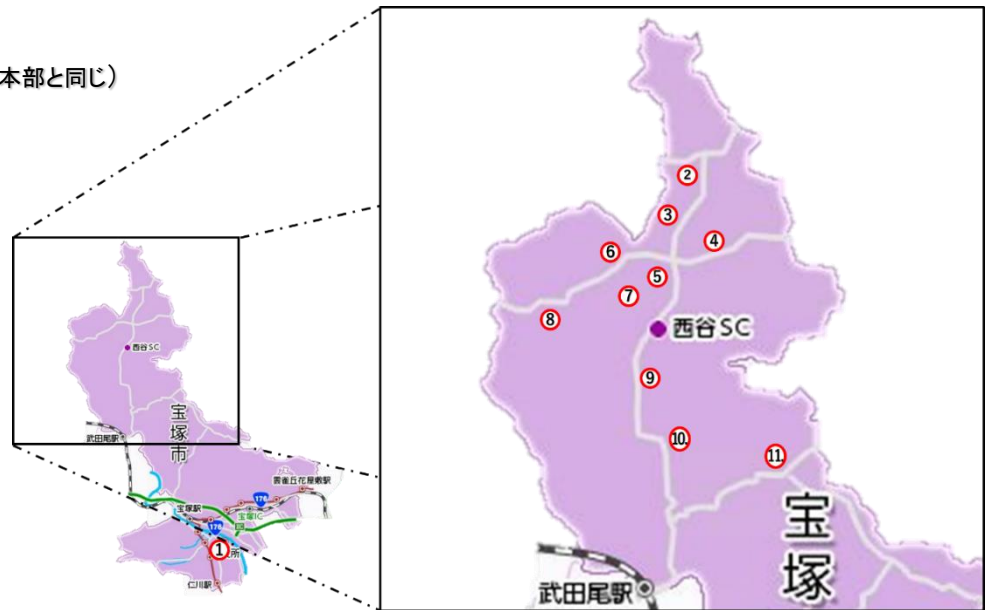 本部と同じ）
②
③
④
⑥
⑤
⑦
⑧
西谷SC
⑨
10.
11.
宝塚
武田尾駅
西谷SC
宝塚市
武田尾駅
雲雀丘花屋敷駅
176
宝塚駅
宝塚IC
176
①
所
仁川駅